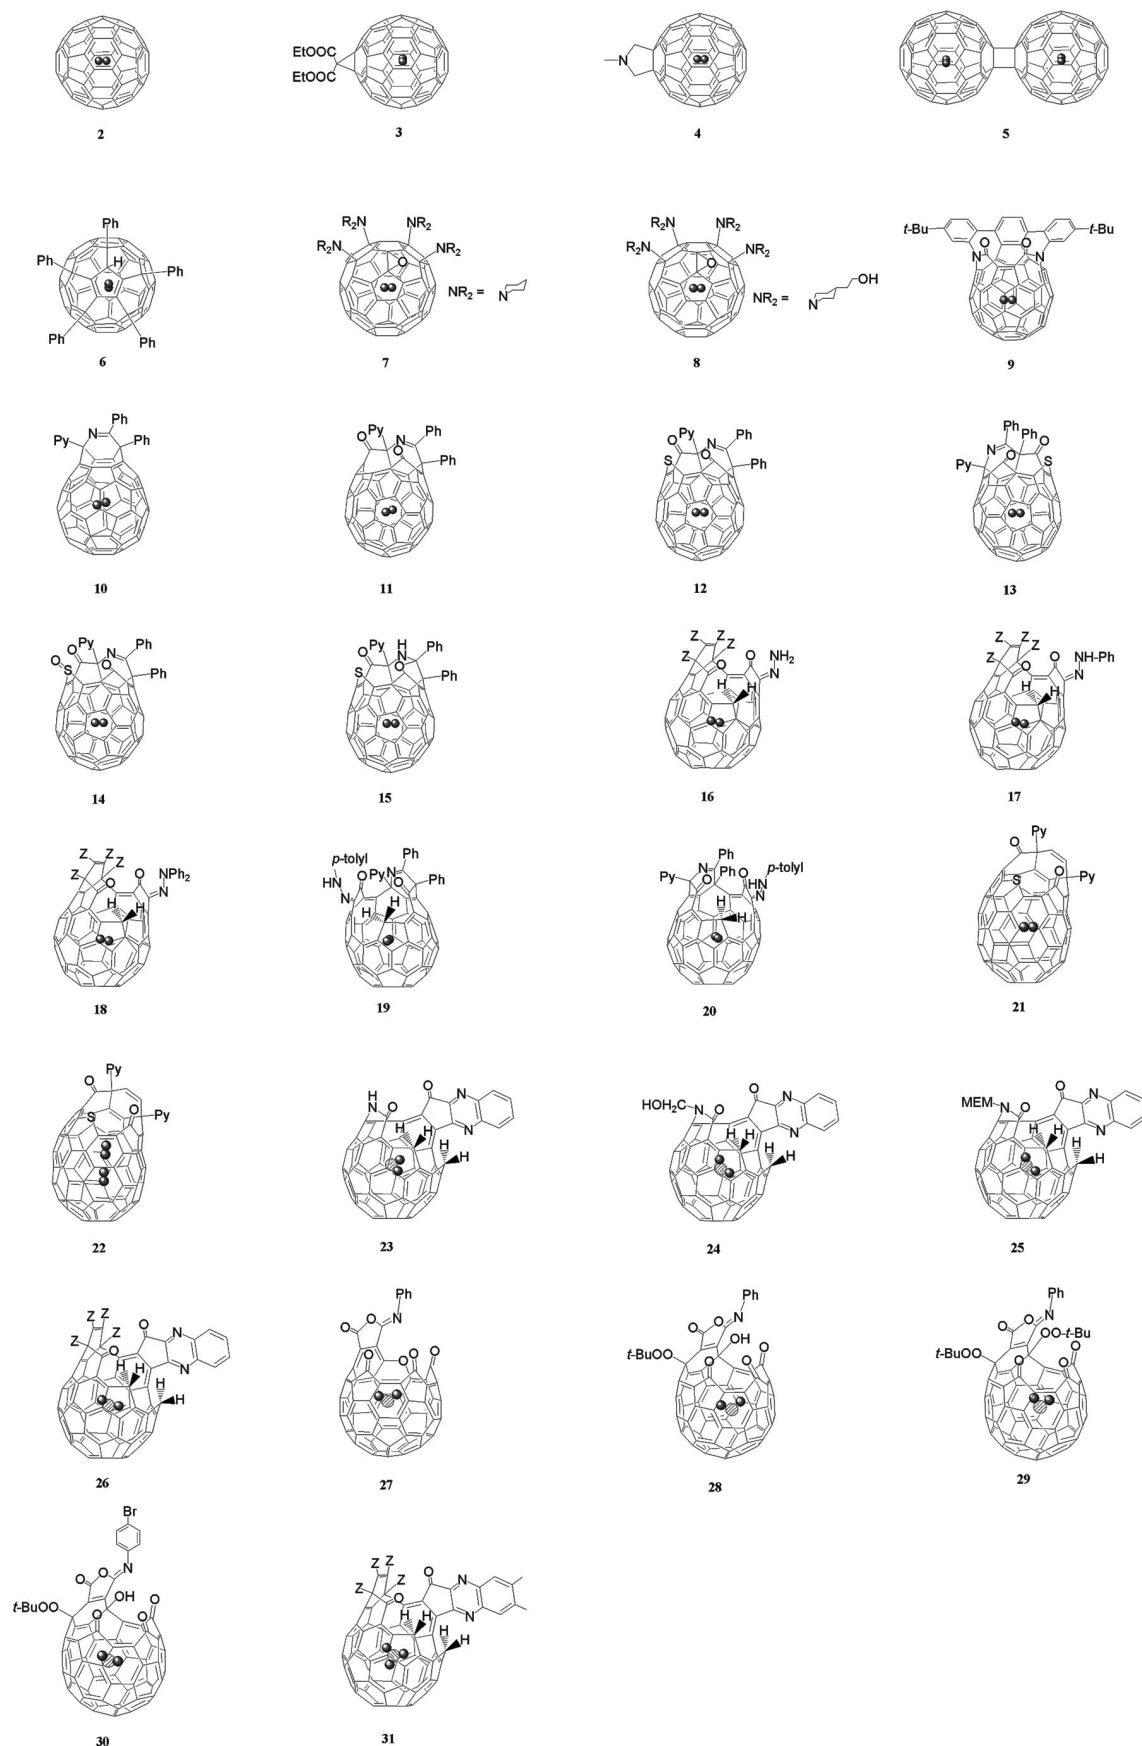 EtOOC
EtOOC
N
2
3
4
5
Ph
H
Ph
Ph
Ph
Ph
6
R₂N
NR₂
R₂N
NR₂
O
NR₂ =
N
7
R₂N
NR₂
R₂N
NR₂
O
NR₂ =
N
OH
8
t-Bu
t-Bu
O
O
N
N
9
Ph
N
Py
Ph
10
Py
Ph
O
N
O
Ph
11
Py
Ph
O
N
O
S
Ph
12
Ph
Ph
O
N
O
Py
S
13
O
Py
Ph
O
N
S
O
Ph
14
Py
H
Ph
O
N
O
S
Ph
15
Z
Z
Z
Z
O
O
NH₂
N
H
H
16
Z
Z
Z
Z
O
O
NH-Ph
N
H
H
17
Z
Z
Z
Z
O
O
NPh₂
N
H
H
18
p-tolyl
HN
N
O
Py
N
Ph
O
Ph
H
H
19
Ph
N
O
p-tolyl
Py
O
Ph
HN
N
H
H
20
Py
O
S
O
Py
21
Py
O
S
O
Py
22
H
N
O
O
N
N
H
H
H
H
23
HOH₂C
N
O
O
N
N
H
H
H
H
24
MEM
N
O
O
N
N
H
H
H
H
25
Z
Z
Z
Z
O
O
N
N
H
H
H
H
26
Ph
O
O
N
O
O
O
O
27
Ph
O
O
N
OH
t-BuOO
O
O
O
28
Ph
O
O
N
OO-t-Bu
t-BuOO
O
O
O
29
Br
O
O
N
OH
t-BuOO
O
O
O
30
Z
Z
Z
Z
O
O
N
N
H
H
H
H
31